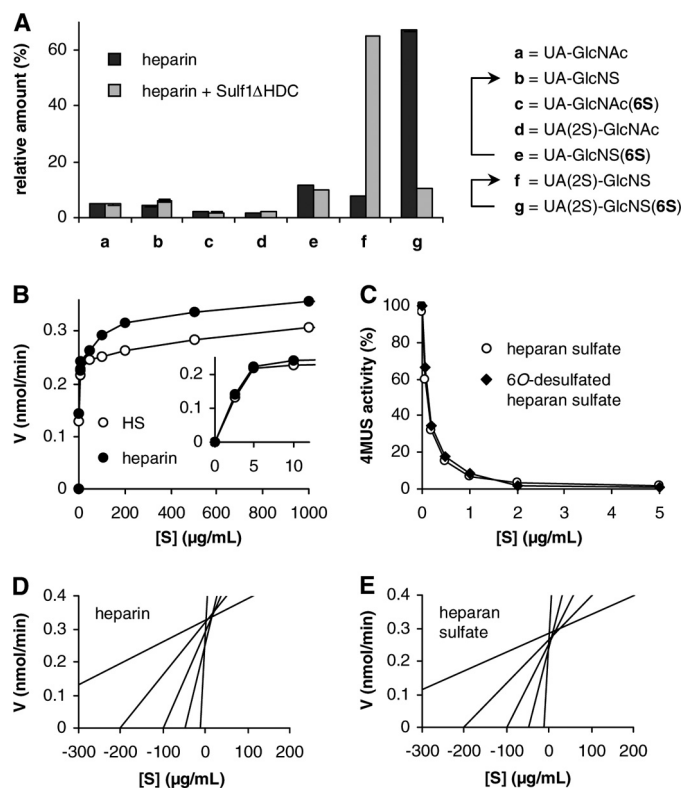 A
relative amount (%)
60
40
20
0
heparin
heparin + Sulf1ΔHDC
a b c d e f g
a = UA-GlcNAc
b = UA-GlcNS
c = UA-GlcNAc(6S)
d = UA(2S)-GlcNAc
e = UA-GlcNS(6S)
f = UA(2S)-GlcNS
g = UA(2S)-GlcNS(6S)
B
V (nmol/min)
0.3
0.2
0.1
0
HS
heparin
0.2
0.1
0
0 5 10
0 200 400 600 800 1000
[S] (µg/mL)
C
4MUS activity (%)
100
80
60
40
20
0
heparan sulfate
6O-desulfated
heparan sulfate
0 1 2 3 4 5
[S] (µg/mL)
D
V (nmol/min)
0.4
0.3
0.2
0.1
0
heparin
-300 -200 -100 0 100 200
[S] (µg/mL)
E
V (nmol/min)
0.4
0.3
0.2
0.1
0
heparan
sulfate
-300 -200 -100 0 100 200
[S] (µg/mL)